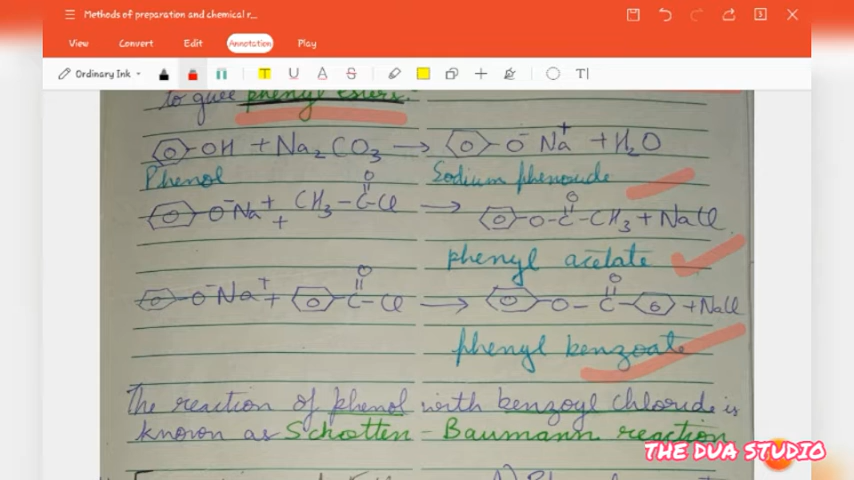 Methods of preparation and chemical r...
3
View Convert Edit Annotation Play
Ordinary Ink T U A S T
to give phenyl esters.
OH + Na2CO3 → O⁻ Na⁺ + H2O
Phenol Sodium phenoxide
O⁻Na⁺ + CH3-C(=O)-Cl → O-C(=O)-CH3 + NaCl
phenyl acetate
O⁻Na⁺ + C(=O)-Cl → O-C(=O)- + NaCl
phenyl benzoate
The reaction of phenol with benzoyl chloride is
known as Schotten-Baumann reaction
THE DUA STUDIO